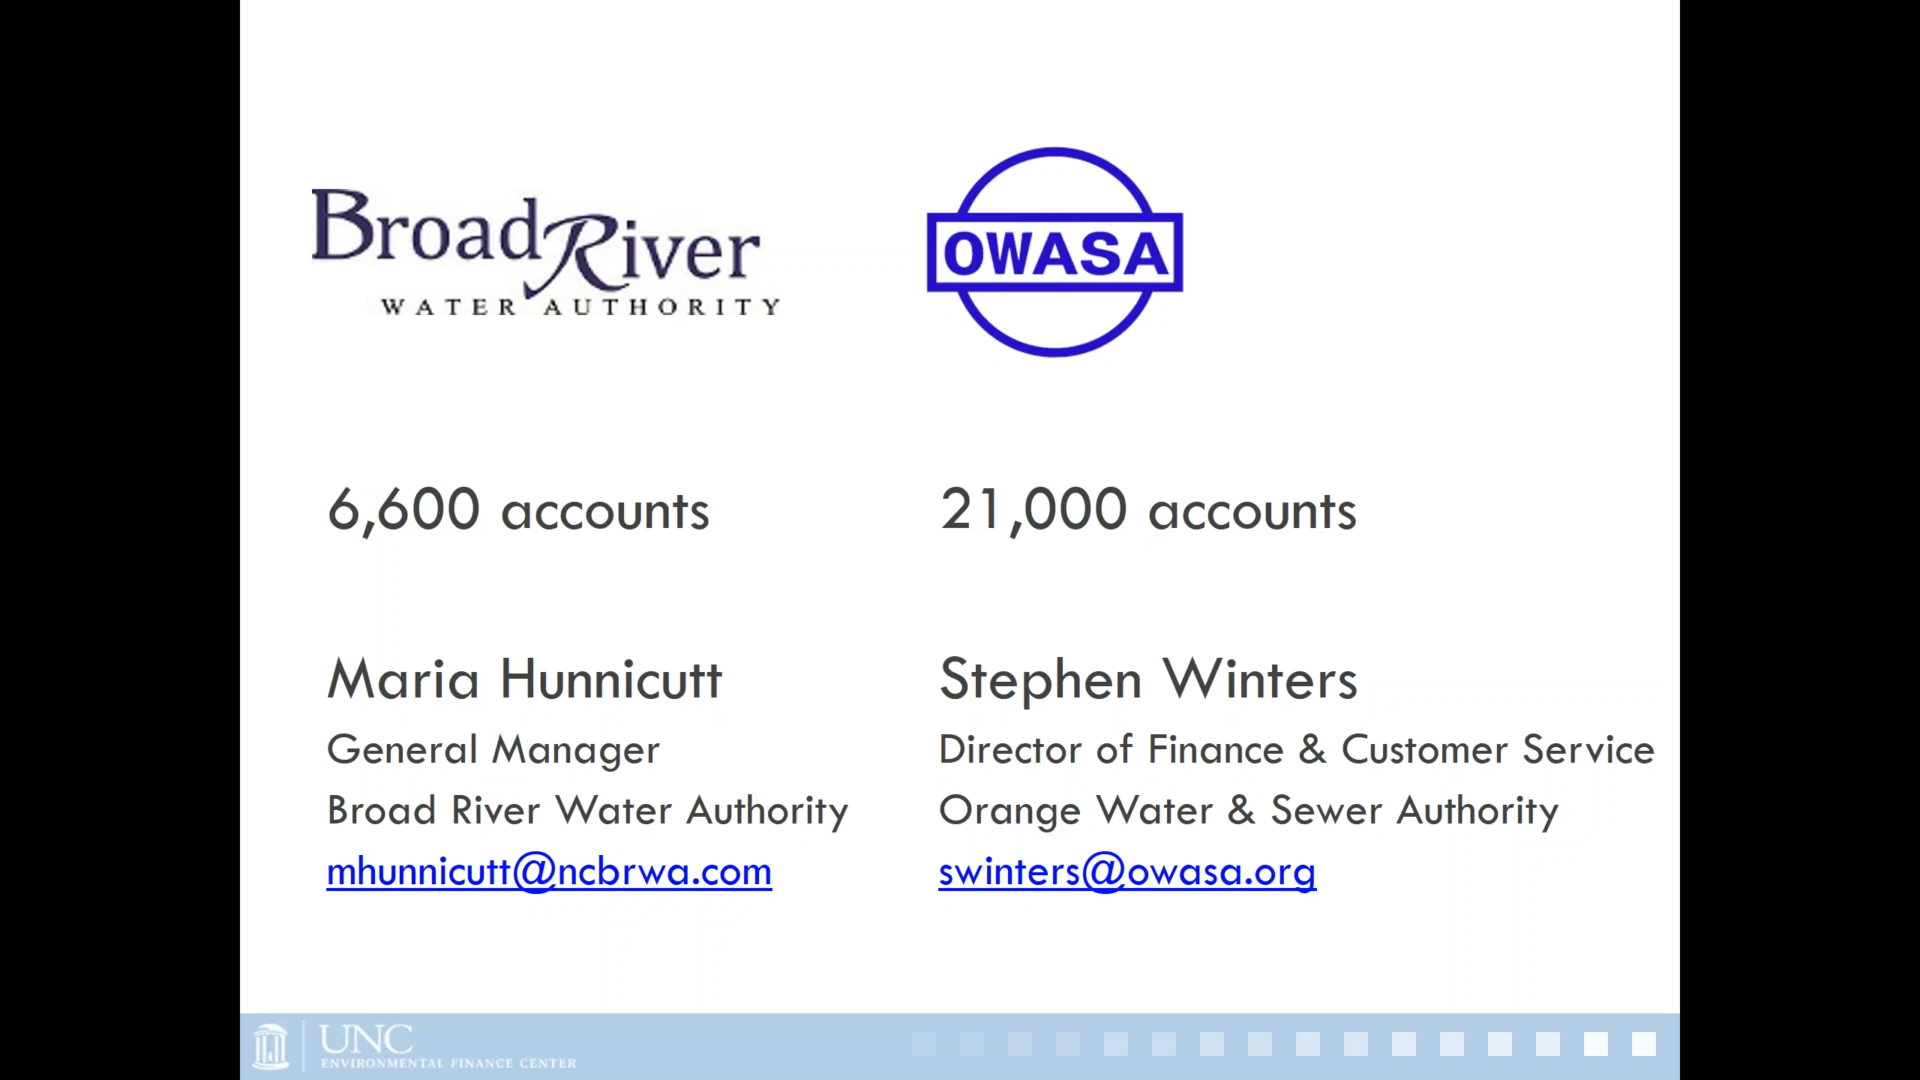 Broad River
WATER AUTHORITY
OWASA
6,600 accounts
21,000 accounts
Maria Hunnicutt
General Manager
Broad River Water Authority
mhunnicutt@ncbrwa.com
Stephen Winters
Director of Finance & Customer Service
Orange Water & Sewer Authority
swinters@owasa.org
UNC
ENVIRONMENTAL FINANCE CENTER